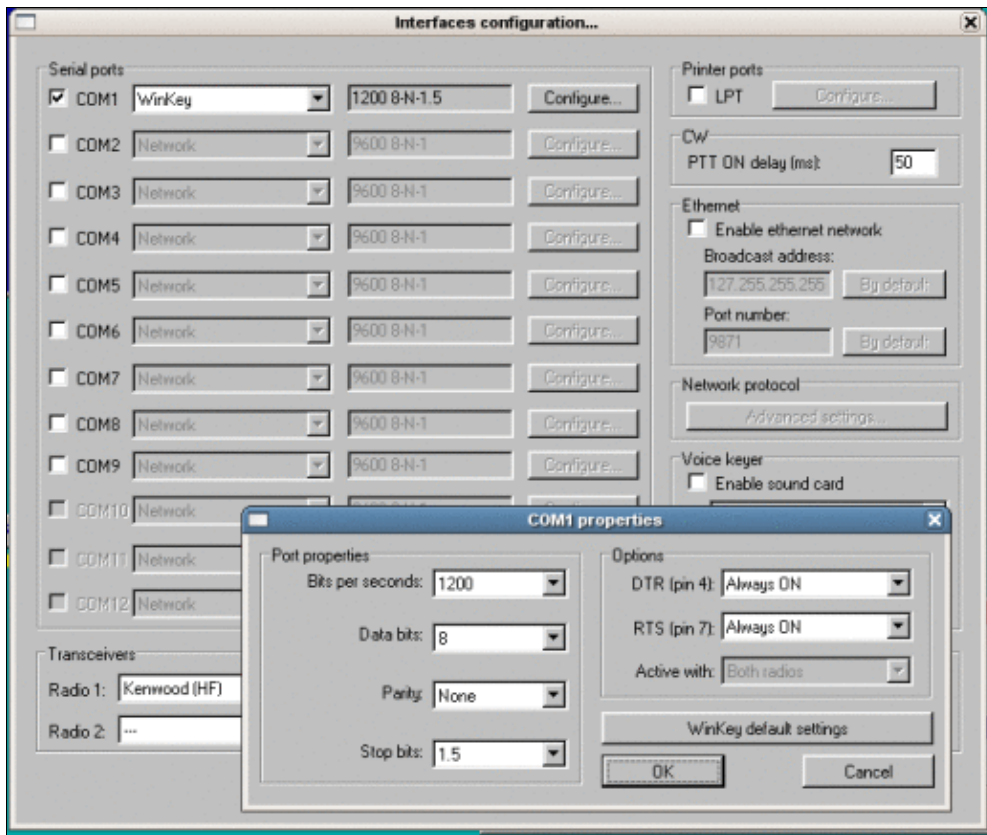 Interfaces configuration...
Serial ports
COM1 WinKey 1200 8-N-1.5 Configure...
COM2 Network 9600 8-N-1 Configure...
COM3 Network 9600 8-N-1 Configure...
COM4 Network 9600 8-N-1 Configure...
COM5 Network 9600 8-N-1 Configure...
COM6 Network 9600 8-N-1 Configure...
COM7 Network 9600 8-N-1 Configure...
COM8 Network 9600 8-N-1 Configure...
COM9 Network 9600 8-N-1 Configure...
COM10 Network
COM11 Network
COM12 Network
Transceivers
Radio 1: Kenwood (HF)
Radio 2: ---
Printer ports
LPT Configure...
CW
PTT ON delay (ms): 50
Ethernet
Enable ethernet network
Broadcast address:
127.255.255.255 By default
Port number:
9871 By default
Network protocol
Advanced settings...
Voice keyer
Enable sound card
COM1 properties
Port properties
Bits per seconds: 1200
Data bits: 8
Parity: None
Stop bits: 1.5
Options
DTR (pin 4): Always ON
RTS (pin 7): Always ON
Active with: Both radios
WinKey default settings
OK Cancel